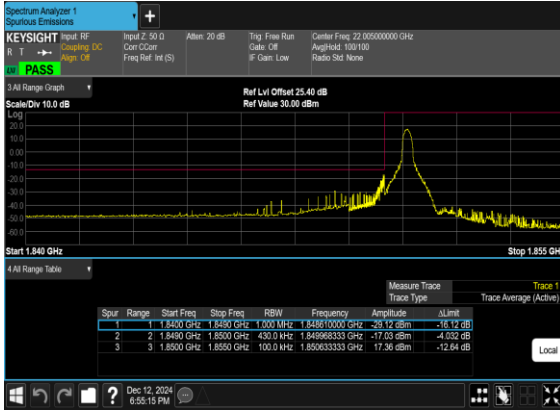 Spectrum Analyzer 1
Spurious Emissions
+
KEYSIGHT Input: RF Input Z: 50 Ω Atten: 20 dB Trig: Free Run Center Freq: 22.005000000 GHz
R T Coupling: DC Corr CCorr Gate: Off Avg|Hold: 100/100
Align: Off Freq Ref: Int (S) IF Gain: Low Radio Std: None
PASS
3 All Range Graph
Ref Lvl Offset 25.40 dB
Scale/Div 10.0 dB Ref Value 30.00 dBm
Log
20.0
10.0
0.00
-10.0
-20.0
-30.0
-40.0
-50.0
-60.0
Start 1.840 GHz Stop 1.855 GH
4 All Range Table
Measure Trace Trace 1
Trace Type Trace Average (Active)
Spur Range Start Freq Stop Freq RBW Frequency Amplitude ΔLimit
1 1 1.8400 GHz 1.8490 GHz 1.000 MHz 1.848610000 GHz -29.12 dBm -16.12 dB
2 2 1.8490 GHz 1.8500 GHz 430.0 kHz 1.849968333 GHz -17.03 dBm -4.032 dB
3 3 1.8500 GHz 1.8550 GHz 100.0 kHz 1.850633333 GHz 17.36 dBm -12.64 dB
Local
? Dec 12, 2024
6:55:15 PM